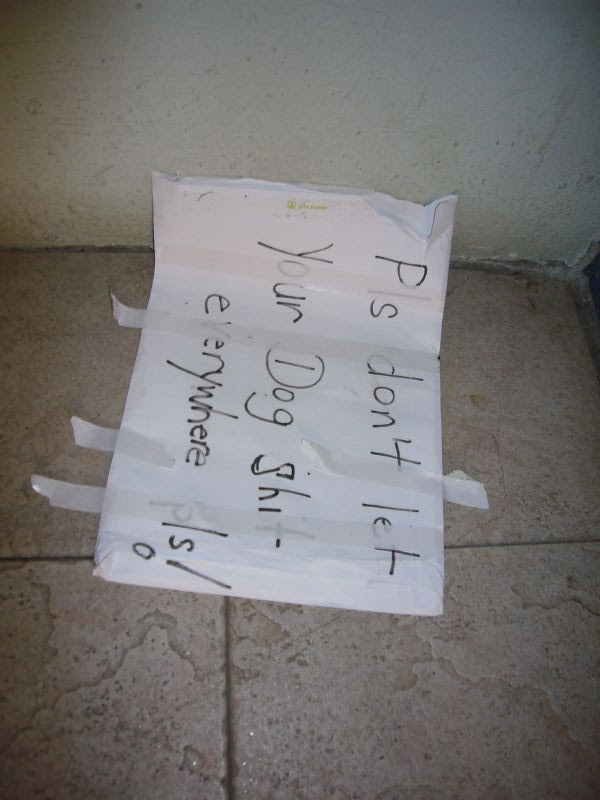 Pls don't let
your Dog shit
everywhere pls!